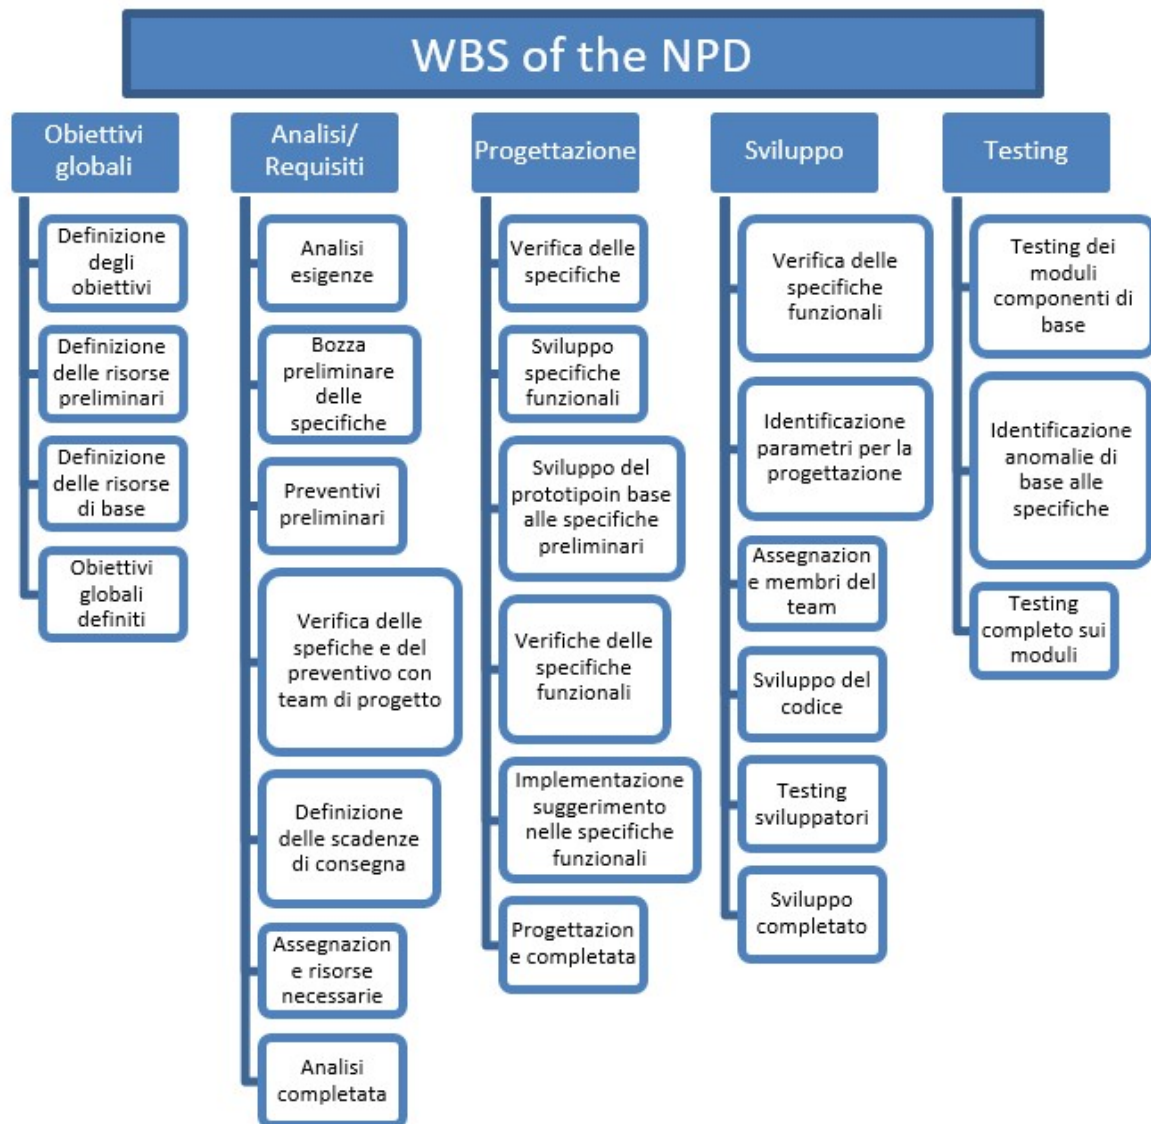 WBS of the NPD
Obiettivi
globali
Definizione
degli
obiettivi
Definizione
delle risorse
preliminari
Definizione
delle risorse
di base
Obiettivi
globali
definiti
Analisi/
Requisiti
Analisi
esigenze
Bozza
preliminare
delle
specifiche
Preventivi
preliminari
Verifica delle
spefiche e del
preventivo con
team di progetto
Definizione
delle scadenze
di consegna
Assegnazion
e risorse
necessarie
Analisi
completata
Progettazione
Verifica delle
specifiche
Sviluppo
specifiche
funzionali
Sviluppo del
prototipoin base
alle specifiche
preliminari
Verifiche delle
specifiche
funzionali
Implementazione
suggerimento
nelle specifiche
funzionali
Progettazion
e completata
Sviluppo
Verifica delle
specifiche
funzionali
Identificazione
parametri per la
progettazione
Assegnazion
e membri del
team
Sviluppo del
codice
Testing
sviluppatori
Sviluppo
completato
Testing
Testing dei
moduli
componenti di
base
Identificazione
anomalie di
base alle
specifiche
Testing
completo sui
moduli